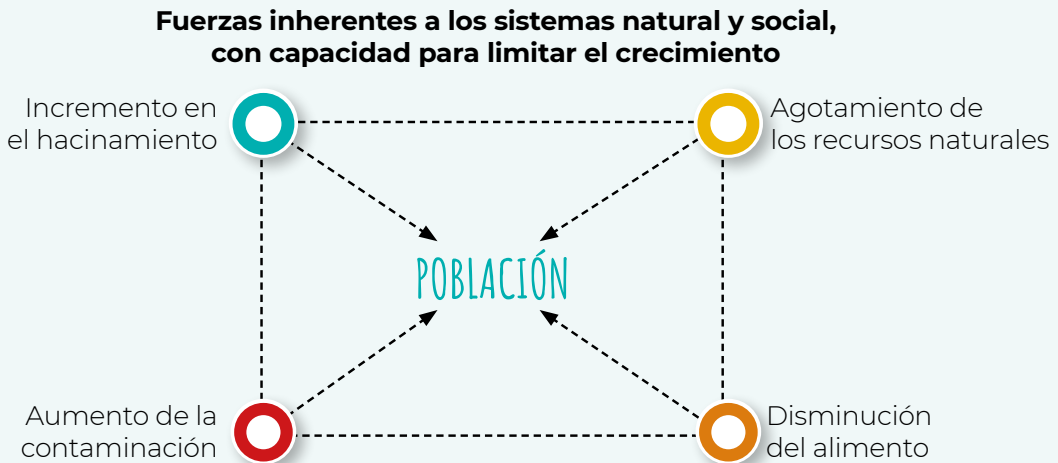 Fuerzas inherentes a los sistemas natural y social,
con capacidad para limitar el crecimiento
Incremento en
el hacinamiento
Agotamiento de
los recursos naturales
POBLACIÓN
Aumento de la
contaminación
Disminución
del alimento